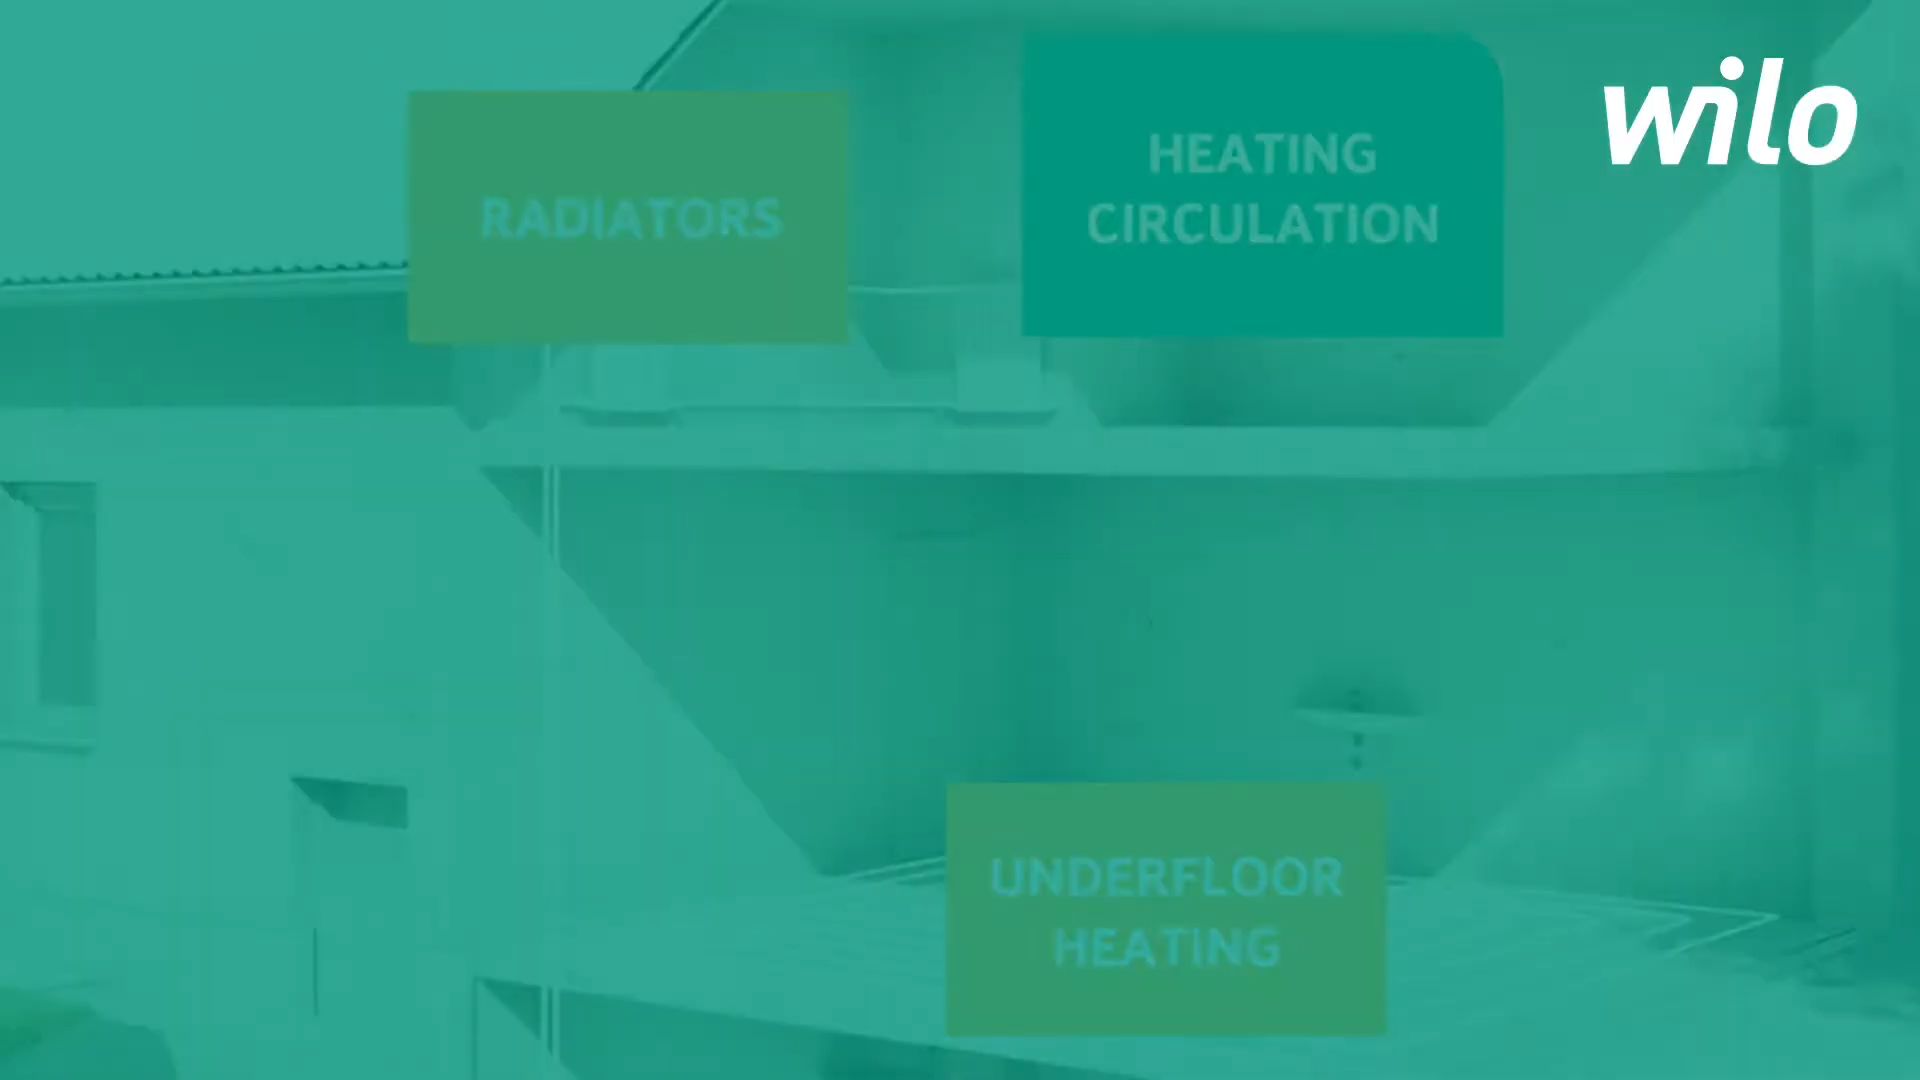 wilo
RADIATORS
HEATING
CIRCULATION
UNDERFLOOR
HEATING